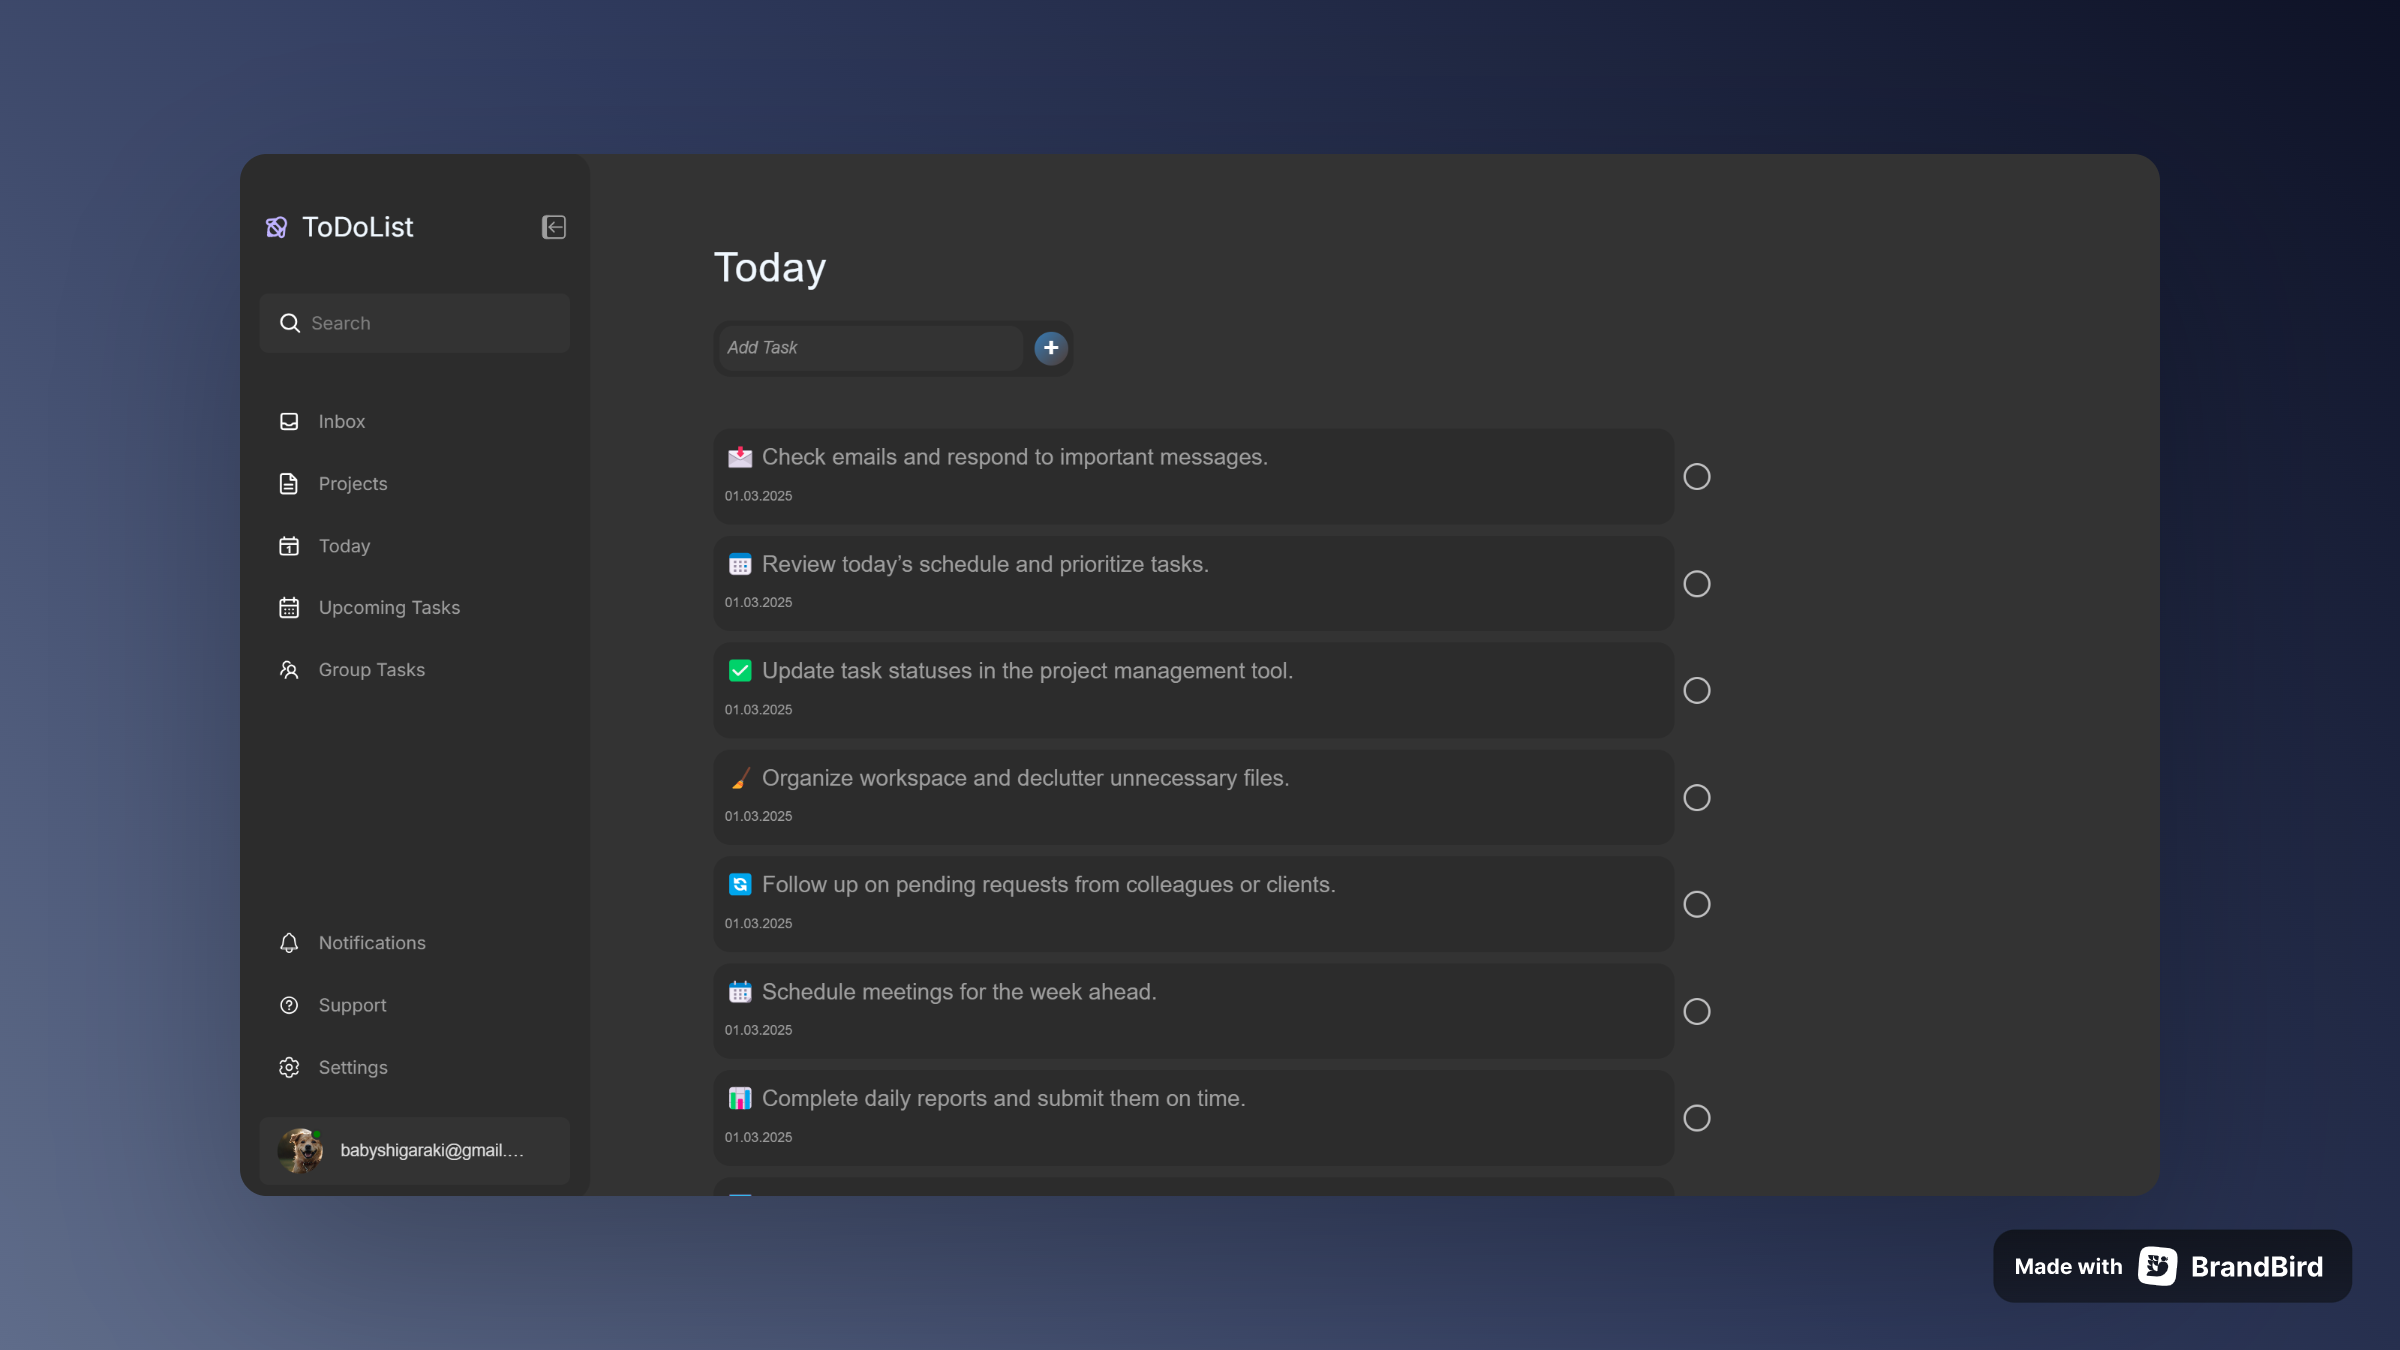 ToDoList
Search
Inbox
Projects
Today
Upcoming Tasks
Group Tasks
Notifications
Support
Settings
babyshigaraki@gmail....
Today
Add Task
Check emails and respond to important messages.
01.03.2025
Review today’s schedule and prioritize tasks.
01.03.2025
Update task statuses in the project management tool.
01.03.2025
Organize workspace and declutter unnecessary files.
01.03.2025
Follow up on pending requests from colleagues or clients.
01.03.2025
Schedule meetings for the week ahead.
01.03.2025
Complete daily reports and submit them on time.
01.03.2025
Made with BrandBird